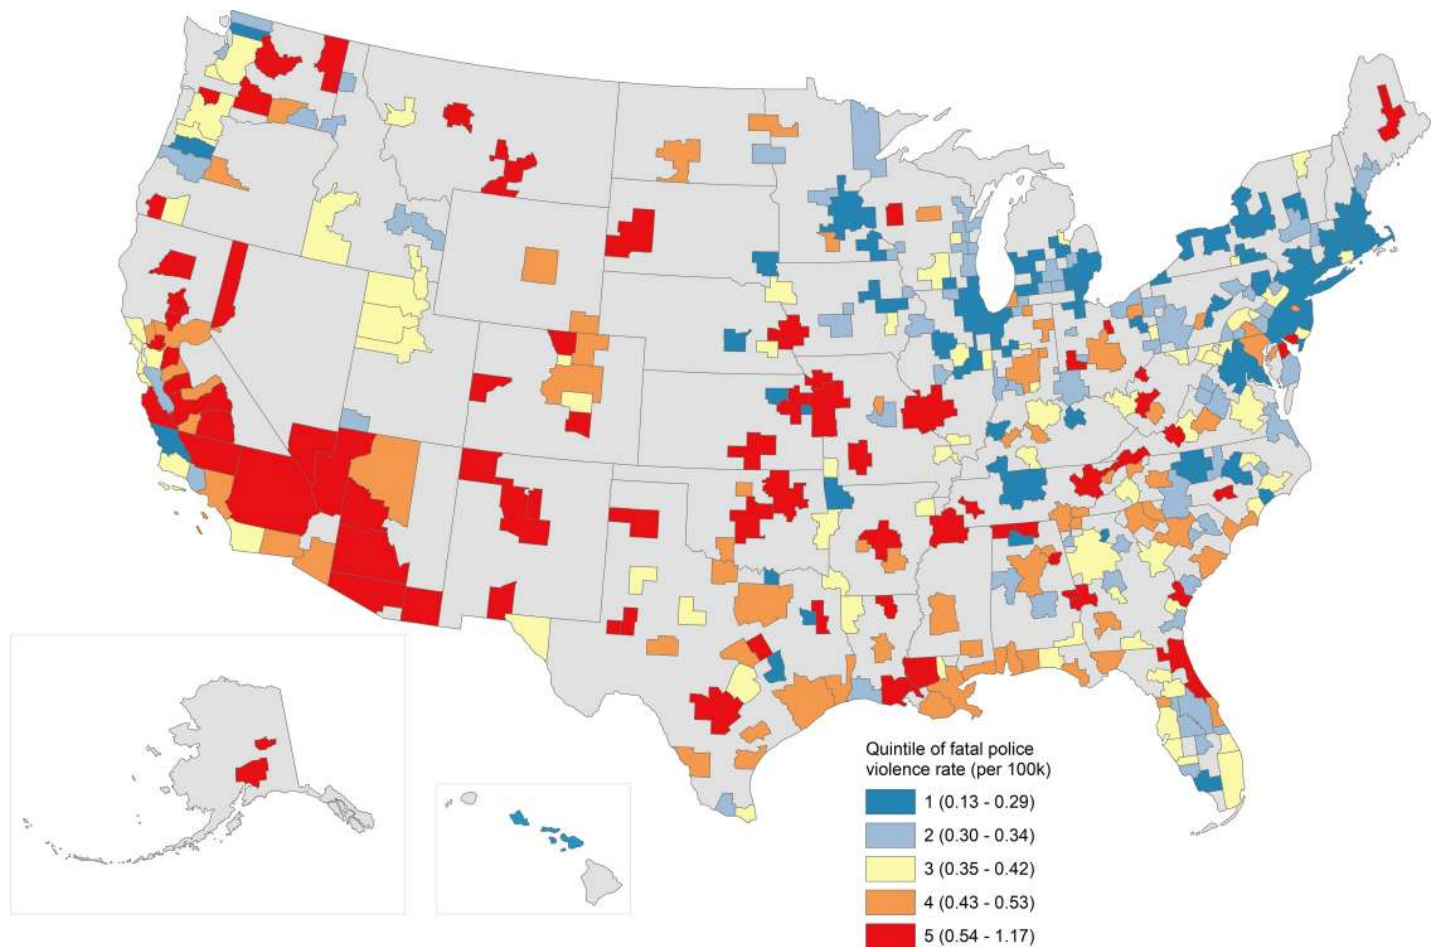 Quintile of fatal police
violence rate (per 100k)
1 (0.13 - 0.29)
2 (0.30 - 0.34)
3 (0.35 - 0.42)
4 (0.43 - 0.53)
5 (0.54 - 1.17)